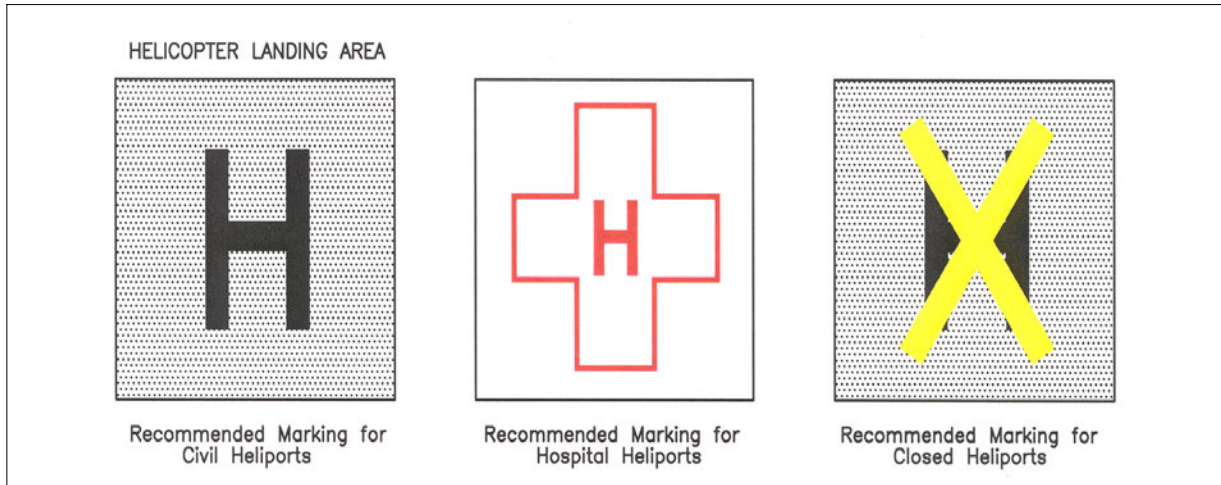 HELICOPTER LANDING AREA
H
H
H
Recommended Marking for
Civil Heliports
Recommended Marking for
Hospital Heliports
Recommended Marking for
Closed Heliports